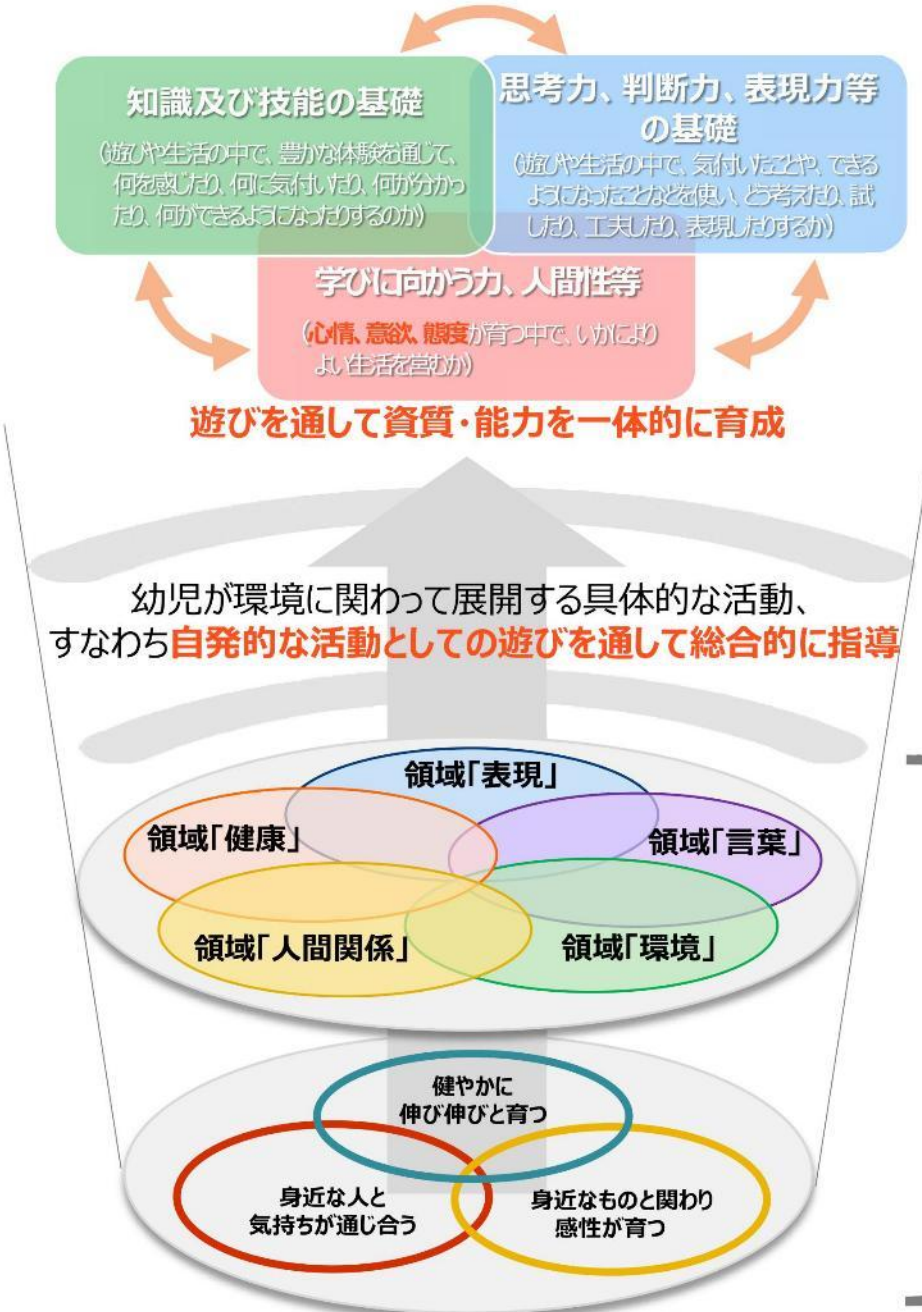 知識及び技能の基礎
（遊びや生活の中で、豊かな体験を通じて、
何を感じたり、何に気付いたり、何が分かっ
たり、何ができるようになったりするのか）
思考力、判断力、表現力等
の基礎
（遊びや生活の中で、気付いたことや、できる
ようになったことなどを使い、どう考えたり、試
したり、工夫したり、表現したりするか）
学びに向かう力、人間性等
（心情、意欲、態度が育つ中で、いかにより
よい生活を営むか）
遊びを通して資質・能力を一体的に育成
幼児が環境に関わって展開する具体的な活動、
すなわち自発的な活動としての遊びを通して総合的に指導
領域「表現」
領域「健康」
領域「言葉」
領域「人間関係」
領域「環境」
健やかに
伸び伸びと育つ
身近な人と
気持ちが通じ合う
身近なものと関わり
感性が育つ